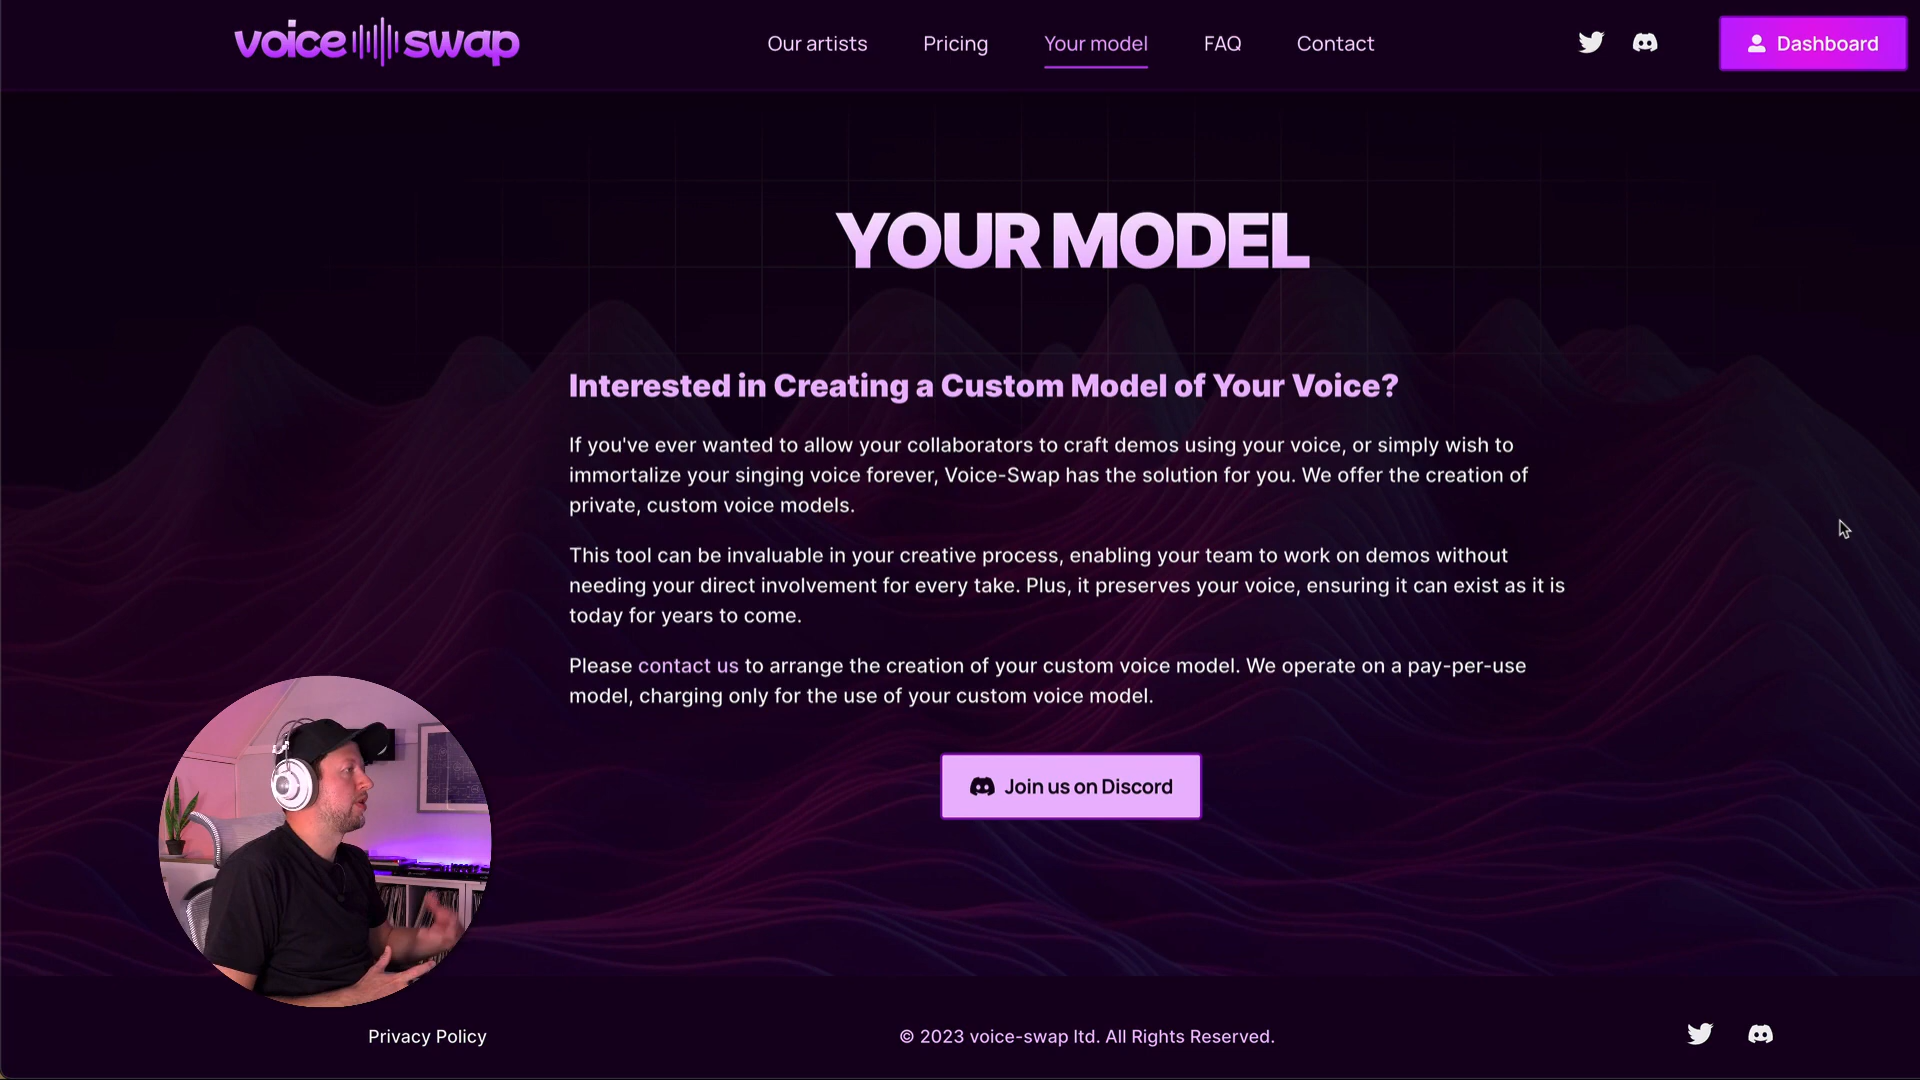 voice swap
Our artists
Pricing
Your model
FAQ
Contact
Dashboard
YOUR MODEL
Interested in Creating a Custom Model of Your Voice?
If you've ever wanted to allow your collaborators to craft demos using your voice, or simply wish to
immortalize your singing voice forever, Voice-Swap has the solution for you. We offer the creation of
private, custom voice models.
This tool can be invaluable in your creative process, enabling your team to work on demos without
needing your direct involvement for every take. Plus, it preserves your voice, ensuring it can exist as it is
today for years to come.
Please contact us to arrange the creation of your custom voice model. We operate on a pay-per-use
model, charging only for the use of your custom voice model.
Join us on Discord
Privacy Policy
© 2023 voice-swap ltd. All Rights Reserved.